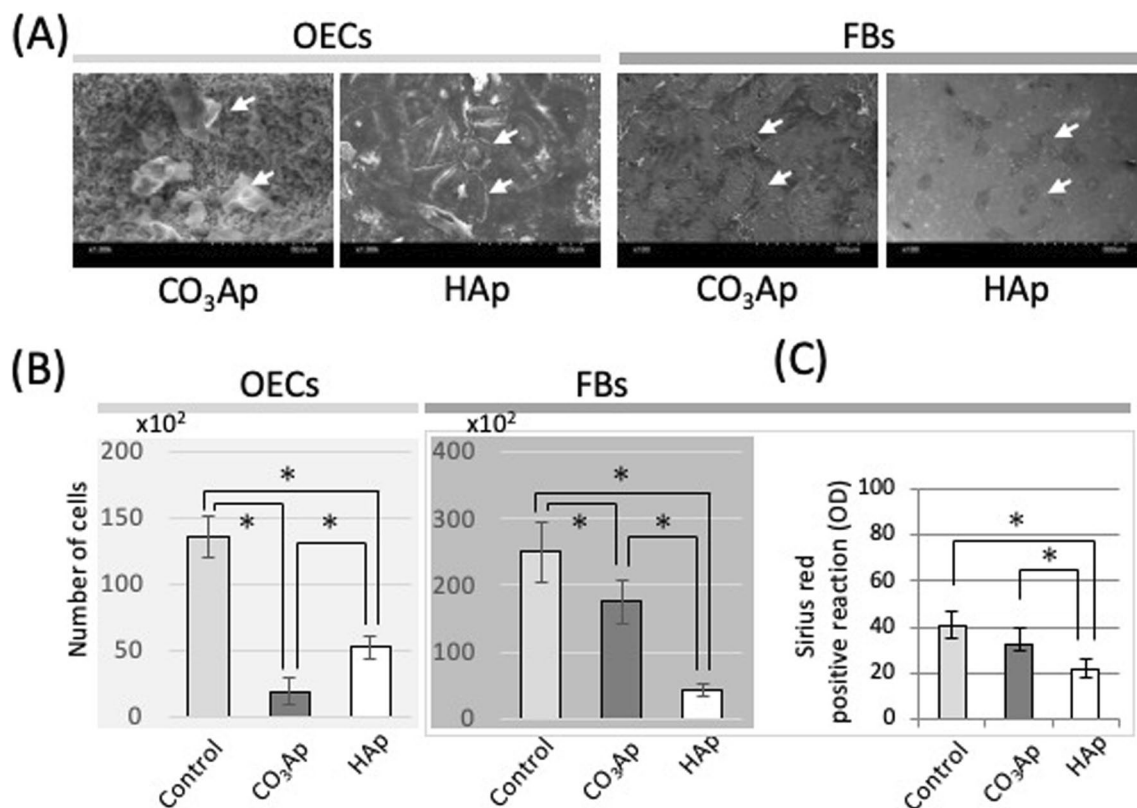 (A)
OECs
FBs
CO₃Ap
HAp
CO₃Ap
HAp
(B)
OECs
FBs
(C)
x10²
x10²
Number of cells
200
150
100
50
0
*
*
*
Control
CO₃Ap
HAp
400
300
200
100
0
*
*
*
Control
CO₃Ap
HAp
Sirius red
positive reaction (OD)
100
80
60
40
20
0
*
*
Control
CO₃Ap
HAp